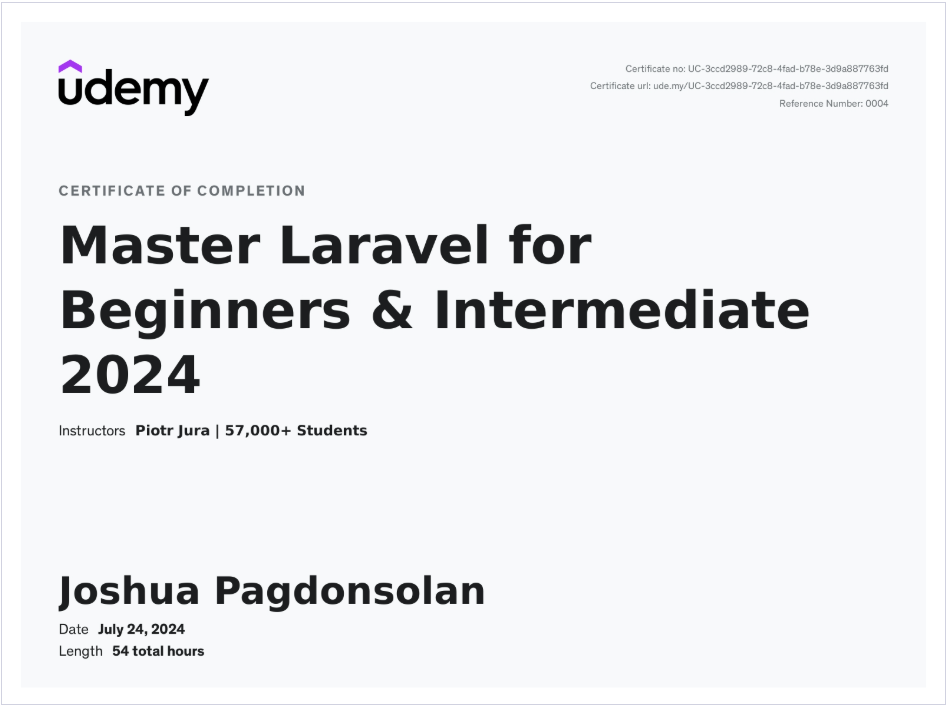 udemy
Certificate no: UC-3ccd2989-72c8-4fad-b78e-3d9a887763fd
Certificate url: ude.my/UC-3ccd2989-72c8-4fad-b78e-3d9a887763fd
Reference Number: 0004
CERTIFICATE OF COMPLETION
Master Laravel for
Beginners & Intermediate
2024
Instructors Piotr Jura | 57,000+ Students
Joshua Pagdonsolan
Date July 24, 2024
Length 54 total hours